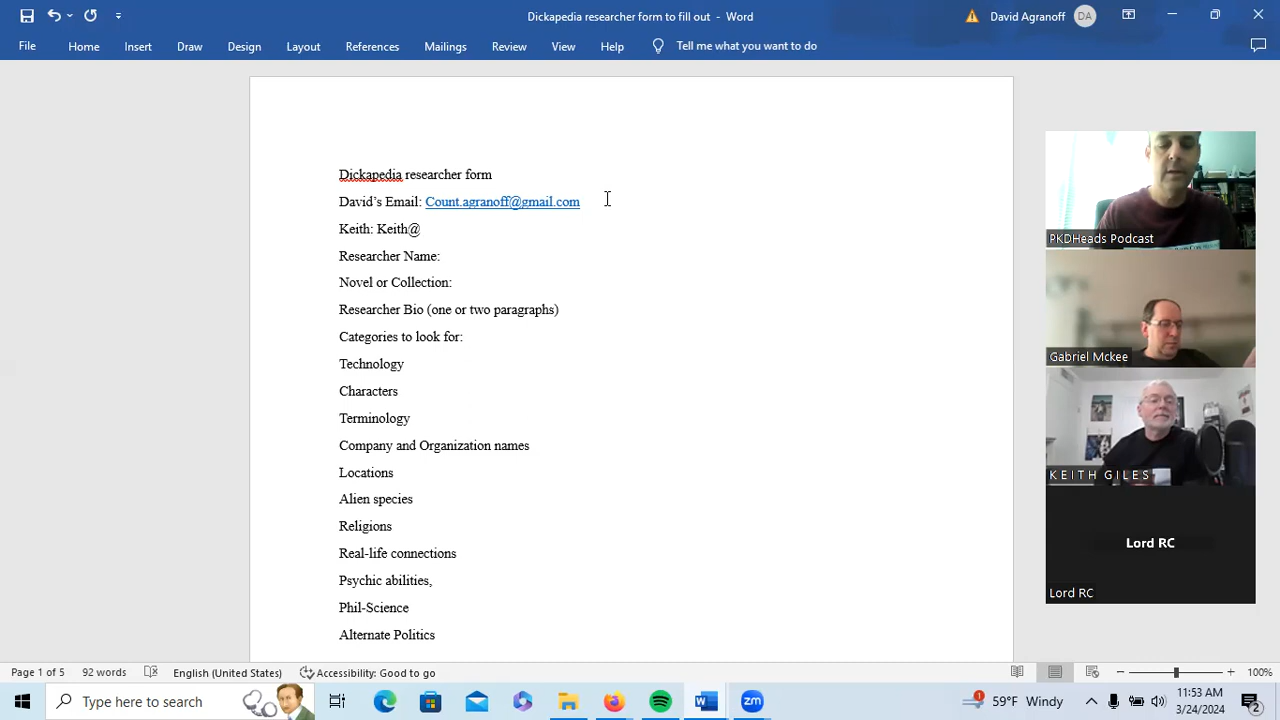 Dickapedia researcher form to fill out - Word
David Agranoff
DA
File
Home
Insert
Draw
Design
Layout
References
Mailings
Review
View
Help
Tell me what you want to do
Dickapedia researcher form
David’s Email: Count.agranoff@gmail.com
Keith: Keith@
Researcher Name:
Novel or Collection:
Researcher Bio (one or two paragraphs)
Categories to look for:
Technology
Characters
Terminology
Company and Organization names
Locations
Alien species
Religions
Real-life connections
Psychic abilities,
Phil-Science
Alternate Politics
PKDHeads Podcast
Gabriel Mckee
KEITH GILES
Lord RC
Lord RC
Page 1 of 5
92 words
English (United States)
Accessibility: Good to go
100%
Type here to search
1
59°F Windy
11:53 AM
3/24/2024
2